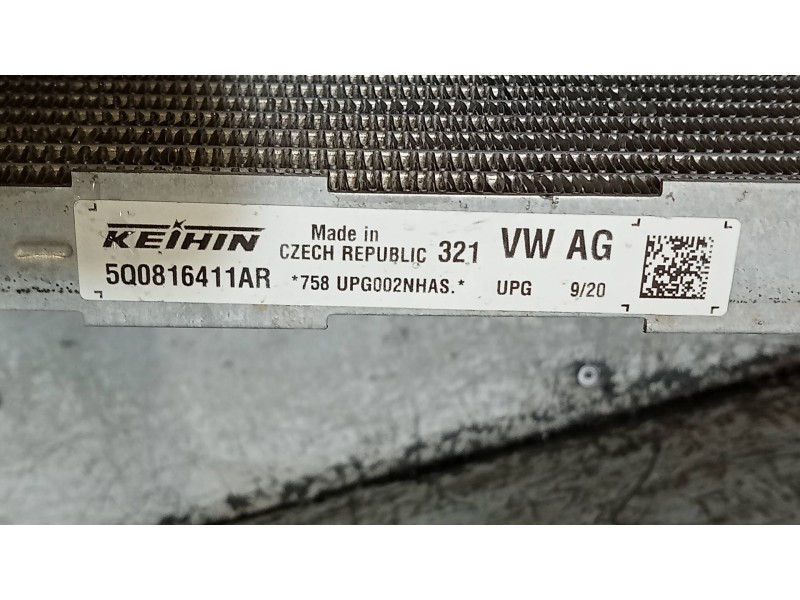 KEIHIN Made in CZECH REPUBLIC 321 VW AG
5Q0816411AR *758 UPG002NHAS.* UPG 9/20